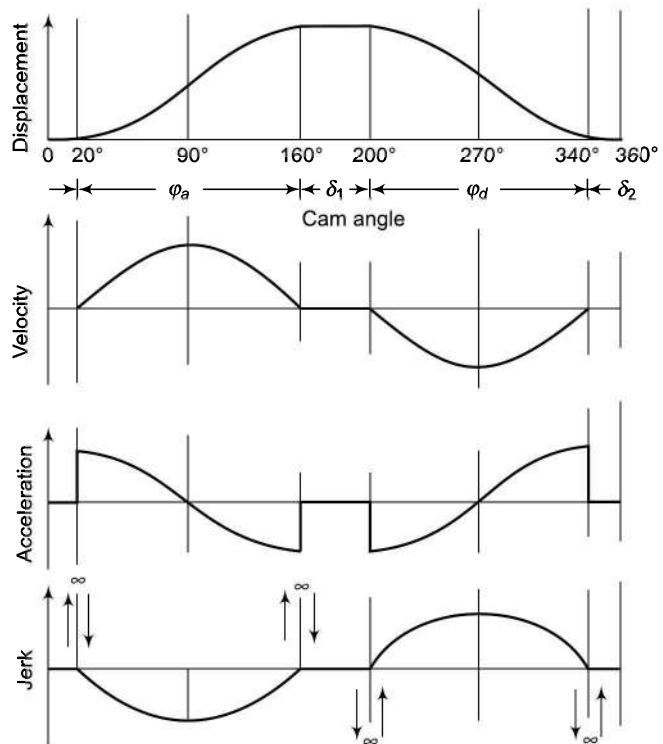 Displacement
0 20° 90° 160° 200° 270° 340° 360°
φa δ1 φd δ2
Cam angle
Velocity
Acceleration
∞ ∞
Jerk
∞ ∞